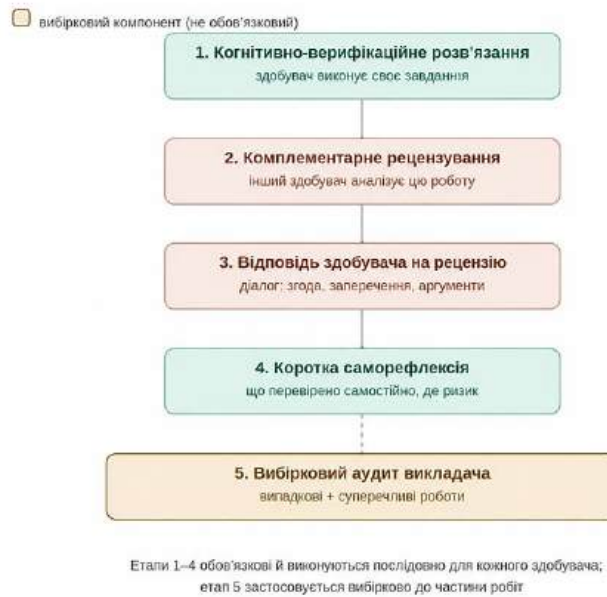 вибірковий компонент (не обов'язковий)
1. Когнітивно-верифікаційне розв'язання
здобувач виконує своє завдання
2. Комплементарне рецензування
інший здобувач аналізує цю роботу
3. Відповідь здобувача на рецензію
діалог: згода, заперечення, аргументи
4. Коротка саморефлексія
що перевірено самостійно, де ризик
5. Вибірковий аудит викладача
випадкові + суперечливі роботи
Етапи 1–4 обов'язкові й виконуються послідовно для кожного здобувача;
етап 5 застосовується вибірково до частини робіт